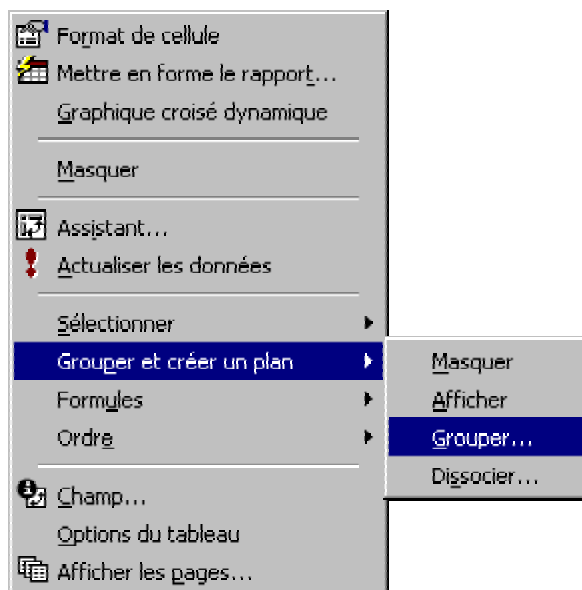 Format de cellule
Mettre en forme le rapport...
Graphique croisé dynamique
Masquer
Assistant...
Actualiser les données
Sélectionner
Grouper et créer un plan
Formules
Ordre
Champ...
Options du tableau
Afficher les pages...
Masquer
Afficher
Grouper...
Dissocier...